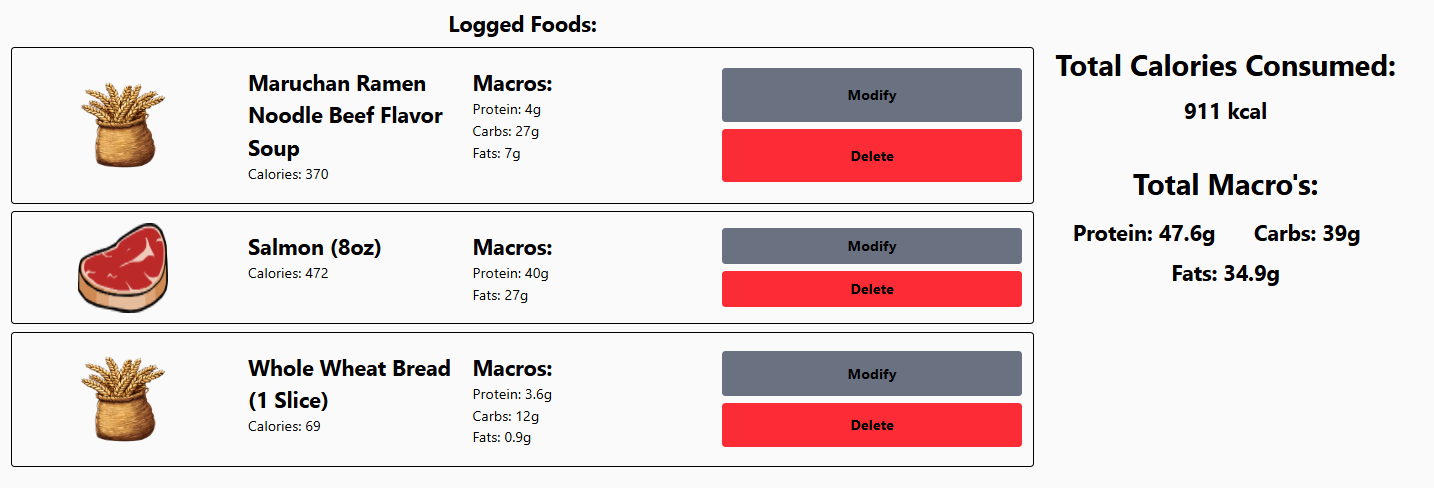 Logged Foods:
Maruchan Ramen
Noodle Beef Flavor
Soup
Calories: 370
Macros:
Protein: 4g
Carbs: 27g
Fats: 7g
Modify
Delete
Salmon (8oz)
Calories: 472
Macros:
Protein: 40g
Fats: 27g
Modify
Delete
Whole Wheat Bread
(1 Slice)
Calories: 69
Macros:
Protein: 3.6g
Carbs: 12g
Fats: 0.9g
Modify
Delete
Total Calories Consumed:
911 kcal
Total Macro's:
Protein: 47.6g Carbs: 39g
Fats: 34.9g